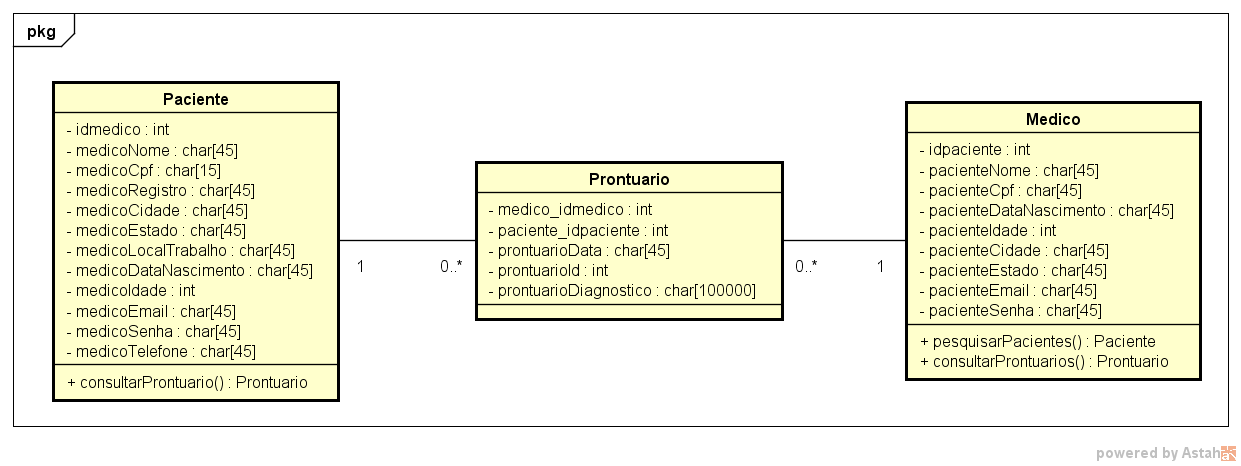 pkg
Paciente
- idmedico : int
- medicoNome : char[45]
- medicoCpf : char[15]
- medicoRegistro : char[45]
- medicoCidade : char[45]
- medicoEstado : char[45]
- medicoLocalTrabalho : char[45]
- medicoDataNascimento : char[45]
- medicoIdade : int
- medicoEmail : char[45]
- medicoSenha : char[45]
- medicoTelefone : char[45]
+ consultarProntuario() : Prontuario
1
0..*
Prontuario
- medico_idmedico : int
- paciente_idpaciente : int
- prontuarioData : char[45]
- prontuarioId : int
- prontuarioDiagnostico : char[100000]
0..*
1
Medico
- idpaciente : int
- pacienteNome : char[45]
- pacienteCpf : char[45]
- pacienteDataNascimento : char[45]
- pacienteIdade : int
- pacienteCidade : char[45]
- pacienteEstado : char[45]
- pacienteEmail : char[45]
- pacienteSenha : char[45]
+ pesquisarPacientes() : Paciente
+ consultarProntuarios() : Prontuario
powered by Astah